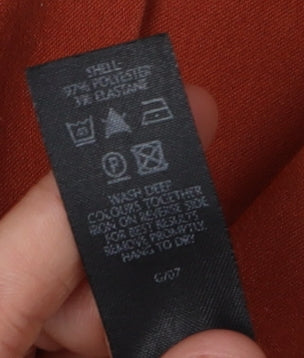 SHELL-
97% POLYESTER
3% ELASTANE
40
P
WASH DEEP
COLOURS TOGETHER
IRON ON REVERSE SIDE
FOR BEST RESULTS
REMOVE PROMPTLY.
HANG TO DRY
G/07